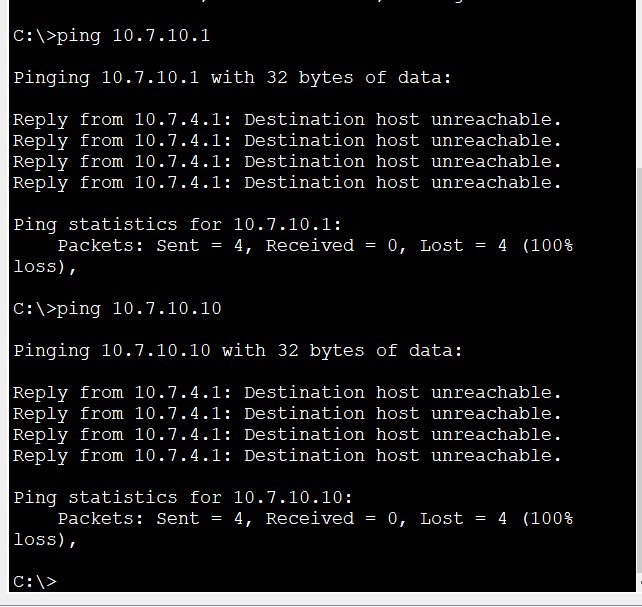 C:\>ping 10.7.10.1
Pinging 10.7.10.1 with 32 bytes of data:
Reply from 10.7.4.1: Destination host unreachable.
Reply from 10.7.4.1: Destination host unreachable.
Reply from 10.7.4.1: Destination host unreachable.
Reply from 10.7.4.1: Destination host unreachable.
Ping statistics for 10.7.10.1:
    Packets: Sent = 4, Received = 0, Lost = 4 (100%
loss),
C:\>ping 10.7.10.10
Pinging 10.7.10.10 with 32 bytes of data:
Reply from 10.7.4.1: Destination host unreachable.
Reply from 10.7.4.1: Destination host unreachable.
Reply from 10.7.4.1: Destination host unreachable.
Reply from 10.7.4.1: Destination host unreachable.
Ping statistics for 10.7.10.10:
    Packets: Sent = 4, Received = 0, Lost = 4 (100%
loss),
C:\>